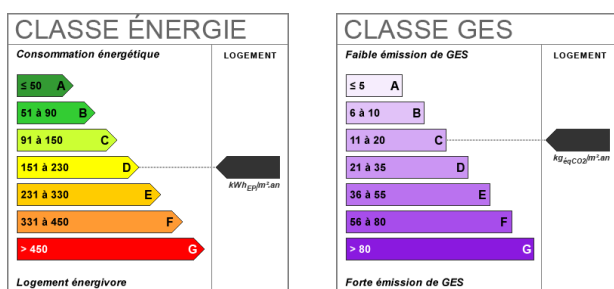 CLASSE ÉNERGIE
Consommation énergétique
LOGEMENT
≤ 50 A
51 à 90 B
91 à 150 C
151 à 230 D
kWhEP/m².an
231 à 330 E
331 à 450 F
> 450 G
Logement énergivore
CLASSE GES
Faible émission de GES
LOGEMENT
≤ 5 A
6 à 10 B
11 à 20 C
kgéqCO2/m².an
21 à 35 D
36 à 55 E
56 à 80 F
> 80 G
Forte émission de GES